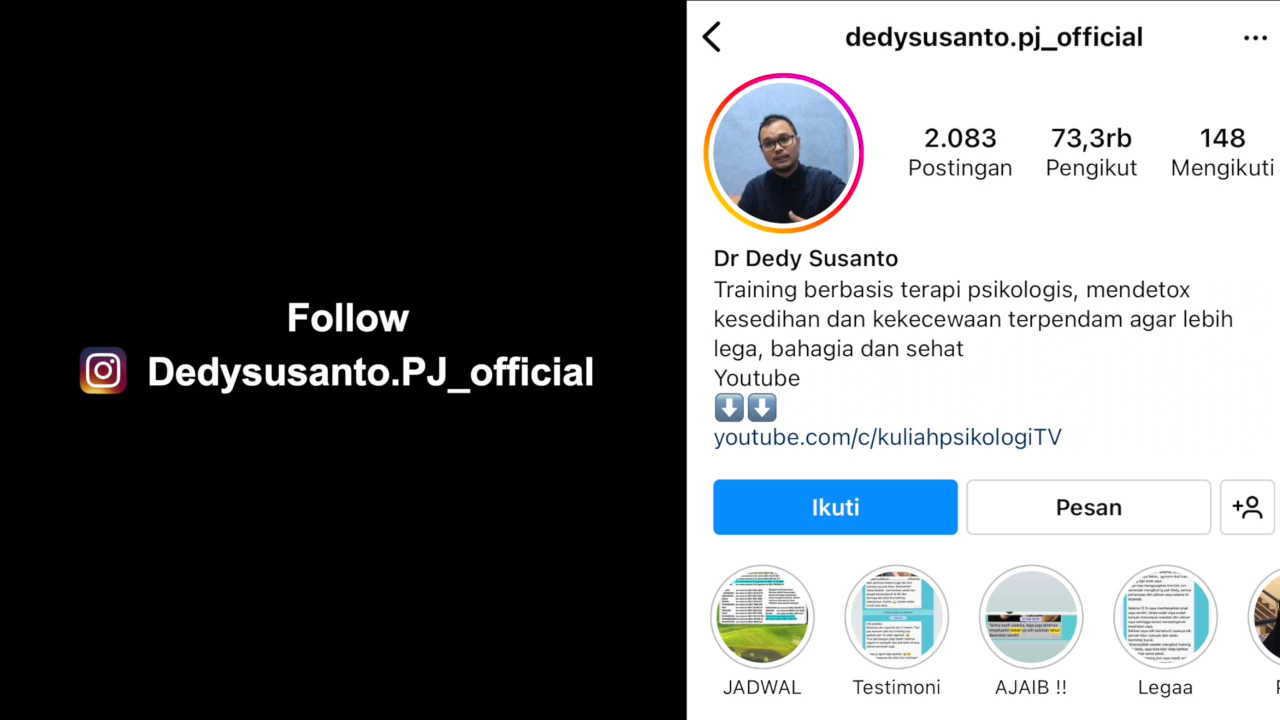 Follow
Dedysusanto.PJ_official
dedysusanto.pj_official
2.083
Postingan
73,3rb
Pengikut
148
Mengikuti
Dr Dedy Susanto
Training berbasis terapi psikologis, mendetox
kesedihan dan kekecewaan terpendam agar lebih
lega, bahagia dan sehat
Youtube
youtube.com/c/kuliahpsikologiTV
Ikuti
Pesan
JADWAL
Testimoni
AJAIB !!
Legaa